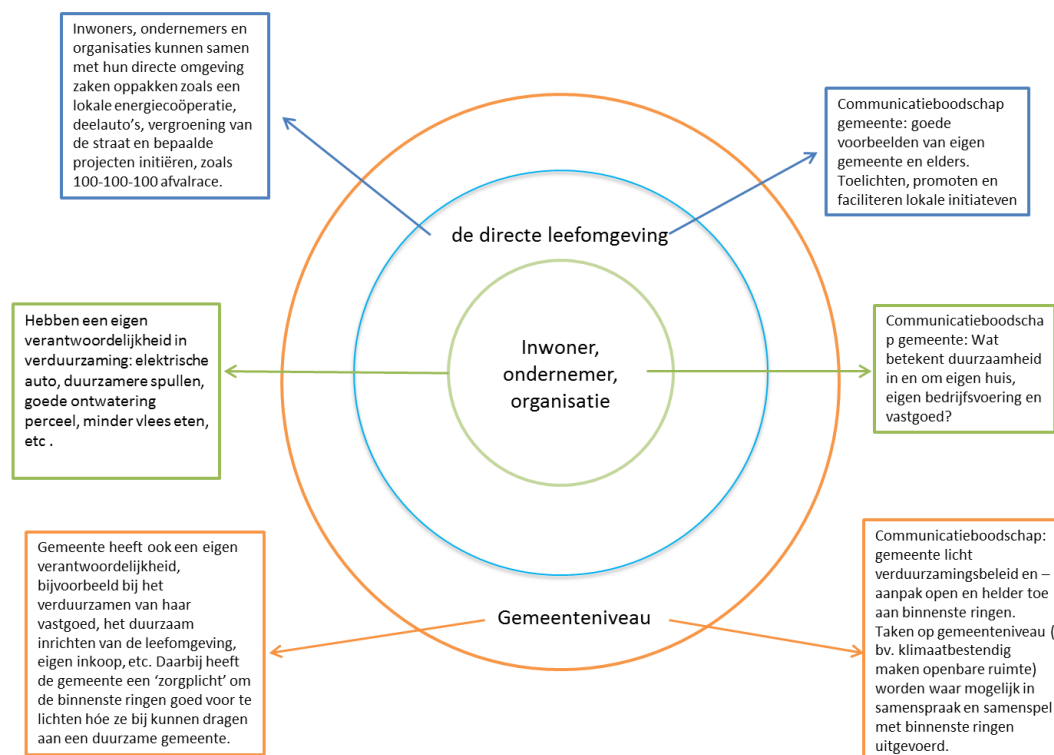 Inwoners, ondernemers en
organisaties kunnen samen
met hun directe omgeving
zaken oppakken zoals een
lokale energiecoöperatie,
deelauto's, vergroening van
de straat en bepaalde
projecten initiëren, zoals
100-100-100 afvalrace.
Communicatieboodschap
gemeente: goede
voorbeelden van eigen
gemeente en elders.
Toelichten, promoten en
faciliteren lokale initiateven
de directe leefomgeving
Hebben een eigen
verantwoordelijkheid in
verduurzaming: elektrische
auto, duurzamere spullen,
goede ontwatering
perceel, minder vlees eten,
etc .
Inwoner,
ondernemer,
organisatie
Communicatieboodscha
p gemeente: Wat
betekent duurzaamheid
in en om eigen huis,
eigen bedrijfsvoering en
vastgoed?
Gemeente heeft ook een eigen
verantwoordelijkheid,
bijvoorbeeld bij het
verduurzamen van haar
vastgoed, het duurzaam
inrichten van de leefomgeving,
eigen inkoop, etc. Daarbij heeft
de gemeente een ‘zorgplicht’ om
de binnenste ringen goed voor te
lichten hóe ze bij kunnen dragen
aan een duurzame gemeente.
Gemeenteniveau
Communicatieboodschap:
gemeente licht
verduurzamingsbeleid en –
aanpak open en helder toe
aan binnenste ringen.
Taken op gemeenteniveau (
bv. klimaatbestendig
maken openbare ruimte)
worden waar mogelijk in
samenspraak en samenspel
met binnenste ringen
uitgevoerd.